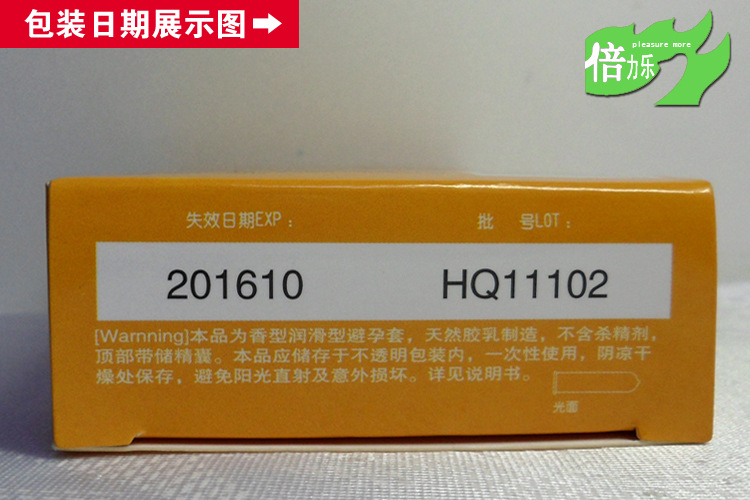 包装日期展示图
pleasure more
倍力乐
失效日期EXP：
批 号LOT：
201610
HQ11102
[Warnning]本品为香型润滑型避孕套，天然胶乳制造，不含杀精剂，
顶部带储精囊。本品应储存于不透明包装内，一次性使用，阴凉干
燥处保存，避免阳光直射及意外损坏。详见说明书。
光面